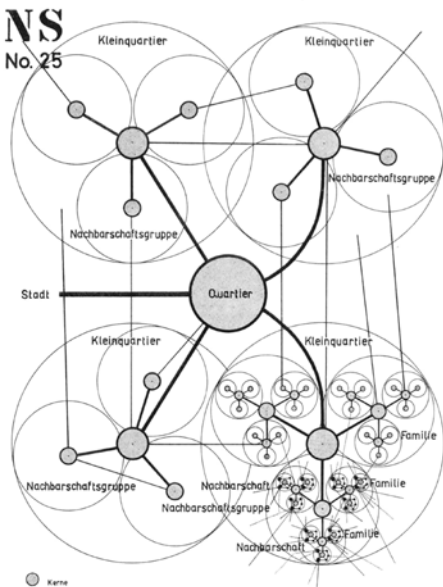 NS
No. 25
Kleinquartier
Kleinquartier
Nachbarschaftsgruppe
Nachbarschaftsgruppe
Stadt
Quartier
Kleinquartier
Kleinquartier
Familie
Nachbarschaftsgruppe
Nachbarschaft
Familie
Nachbarschaftsgruppe
Nachbarschaft
Familie
Kerne